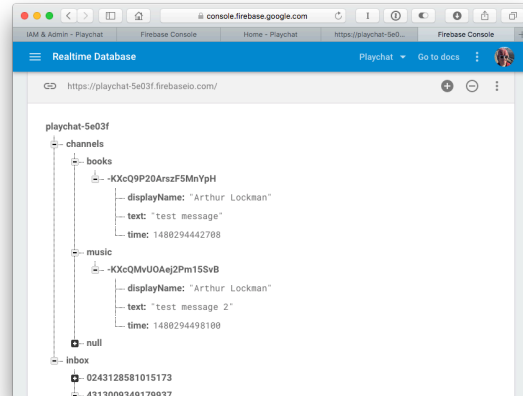 console.firebase.google.com
IAM & Admin - Playchat
Firebase Console
Home - Playchat
https://playchat-5e0...
Firebase Console
Realtime Database
Playchat
Go to docs
https://playchat-5e03f.firebaseio.com/
playchat-5e03f
channels
books
-KXcQ9P20ArszF5MnYpH
displayName: "Arthur Lockman"
text: "test message"
time: 1480294442708
music
-KXcQMvUOAej2Pm15SvB
displayName: "Arthur Lockman"
text: "test message 2"
time: 1480294498100
null
inbox
0243128581015173
4313009349179937